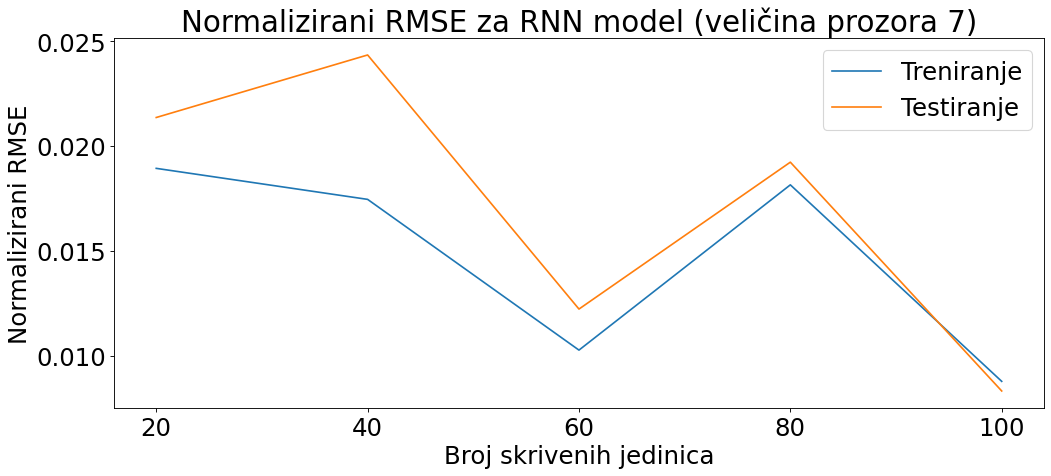 Normalizirani RMSE za RNN model (veličina prozora 7)
Treniranje
Testiranje
Normalizirani RMSE
0.025
0.020
0.015
0.010
20 40 60 80 100
Broj skrivenih jedinica